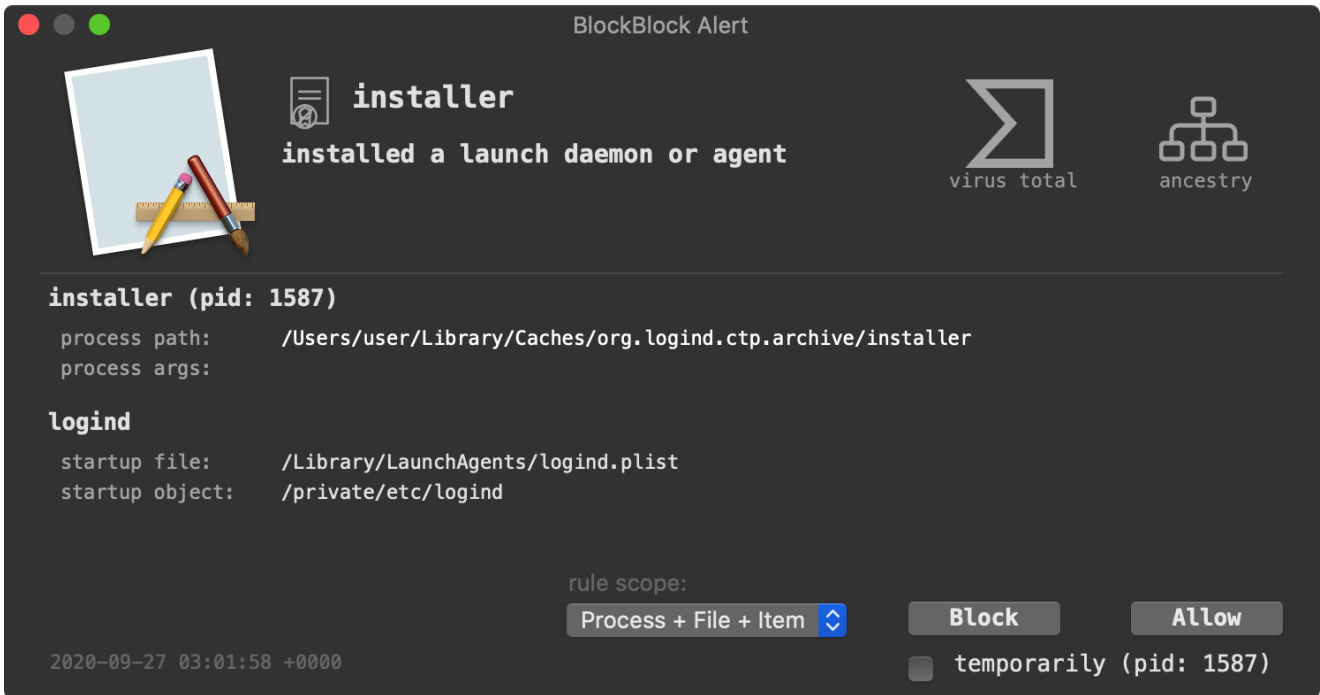 BlockBlock Alert
installer
installed a launch daemon or agent
virus total
ancestry
installer (pid: 1587)
process path: /Users/user/Library/Caches/org.logind.ctp.archive/installer
process args:
logind
startup file: /Library/LaunchAgents/logind.plist
startup object: /private/etc/logind
rule scope:
Process + File + Item
Block
Allow
2020-09-27 03:01:58 +0000
temporarily (pid: 1587)